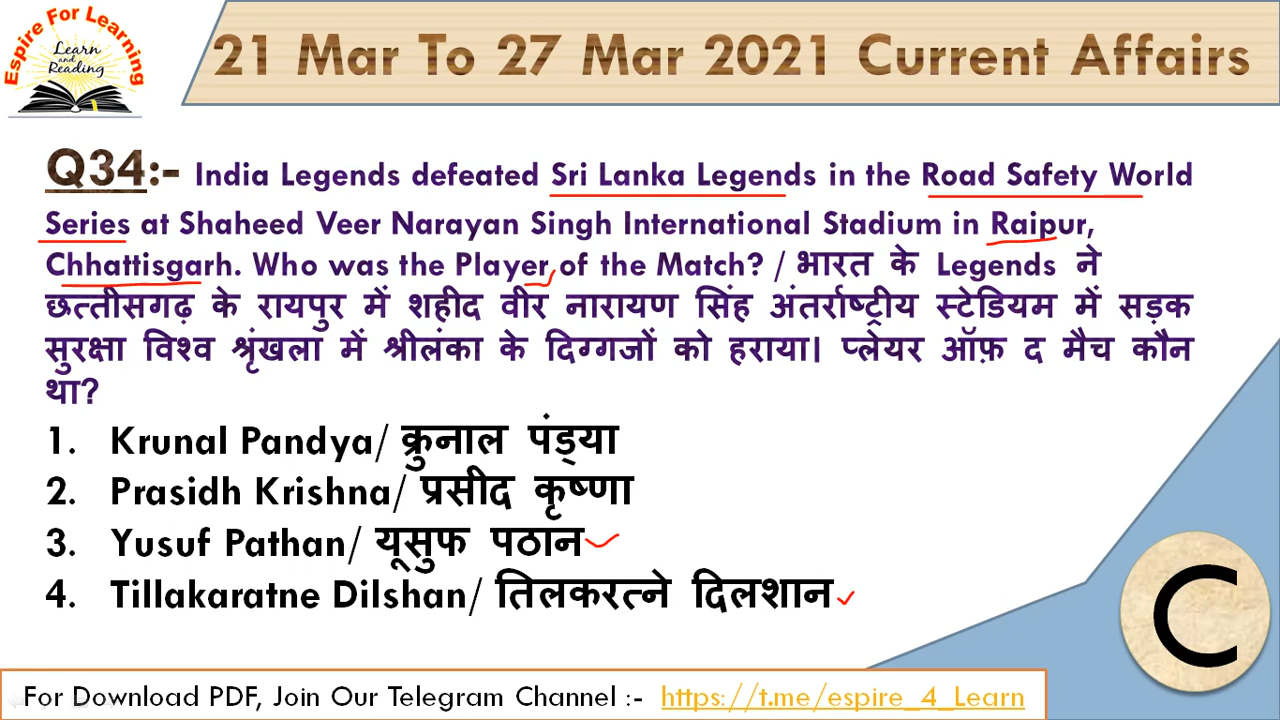 Espire For Learning
Learn
and
Reading
21 Mar To 27 Mar 2021 Current Affairs
Q34:- India Legends defeated Sri Lanka Legends in the Road Safety World
Series at Shaheed Veer Narayan Singh International Stadium in Raipur,
Chhattisgarh. Who was the Player of the Match? / भारत के Legends ने
छत्तीसगढ़ के रायपुर में शहीद वीर नारायण सिंह अंतर्राष्ट्रीय स्टेडियम में सड़क
सुरक्षा विश्व श्रृंखला में श्रीलंका के दिग्गजों को हराया। प्लेयर ऑफ़ द मैच कौन
था?
1. Krunal Pandya/ क्रुनाल पंड्या
2. Prasidh Krishna/ प्रसीद कृष्णा
3. Yusuf Pathan/ यूसुफ पठान
4. Tillakaratne Dilshan/ तिलकरत्ने दिलशान
C
For Download PDF, Join Our Telegram Channel :- https://t.me/espire_4_Learn